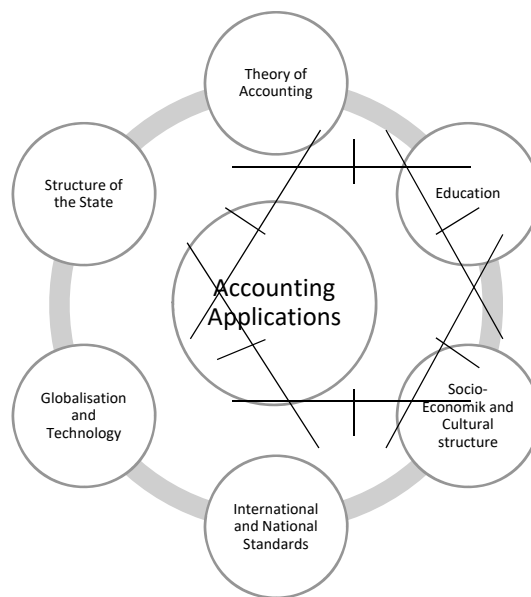 Theory of
Accounting
Structure of
the State
Education
Accounting
Applications
Globalisation
and
Technology
Socio-
Economik and
Cultural
structure
International
and National
Standards